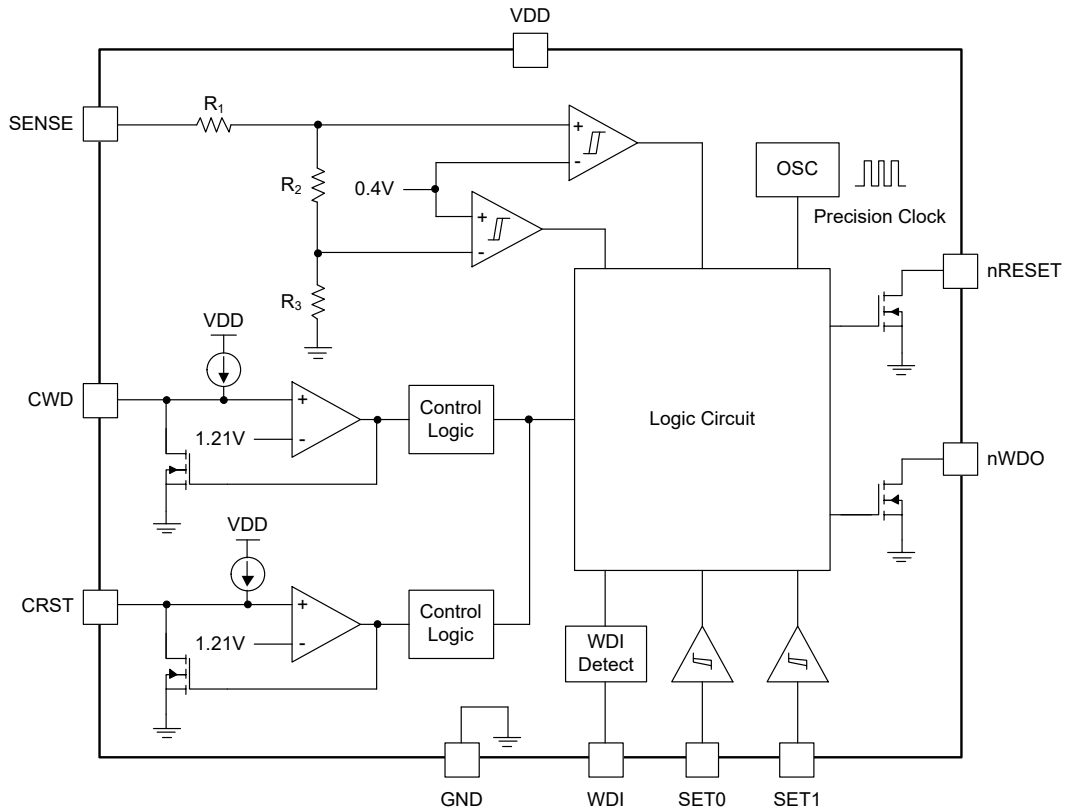 VDD
SENSE
R1
R2
0.4V
+
-
+
-
OSC
Precision Clock
R3
nRESET
VDD
CWD
+
1.21V
-
Control
Logic
Logic Circuit
nWDO
VDD
CRST
+
1.21V
-
Control
Logic
WDI
Detect
GND
WDI
SET0
SET1